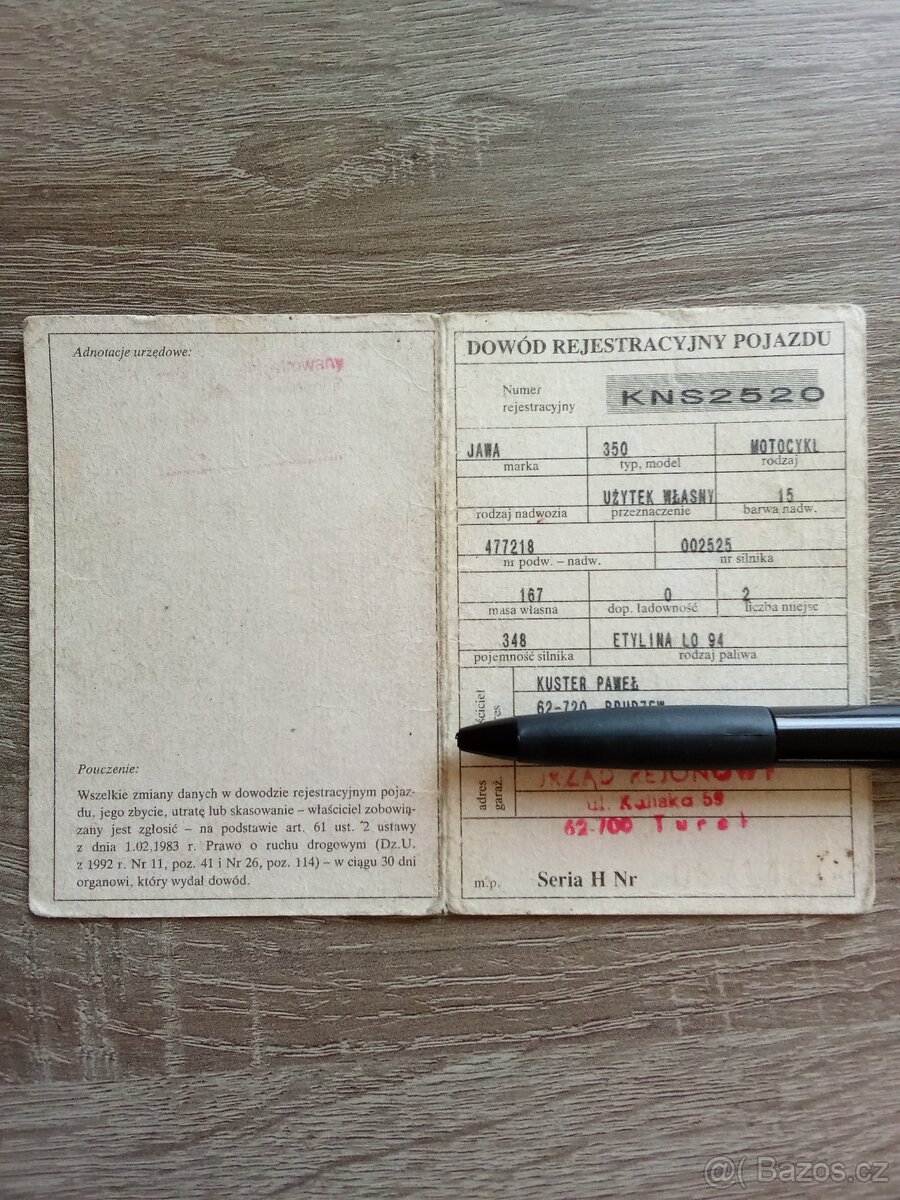 Adnotacje urzędowe:
Pouczenie:
Wszelkie zmiany danych w dowodzie rejestracyjnym pojaz-
du, jego zbycie, utratę lub skasowanie – właściciel zobowią-
zany jest zgłosić – na podstawie art. 61 ust. 2 ustawy
z dnia 1.02.1983 r. Prawo o ruchu drogowym (Dz.U.
z 1992 r. Nr 11, poz. 41 i Nr 26, poz. 114) – w ciągu 30 dni
organowi, który wydał dowód.
DOWÓD REJESTRACYJNY POJAZDU
Numer
rejestracyjny
KNS2520
JAWA 350 MOTOCYKL
marka typ, model rodzaj
UŻYTEK WŁASNY 15
rodzaj nadwozia przeznaczenie barwa nadw.
477218 002525
nr podw. – nadw. nr silnika
167 0 2
masa własna dop. ładowność liczba miejsc
348 ETYLINA LO 94
pojemność silnika rodzaj paliwa
KUSTER PAWEŁ
62-720
adres
garaż.
ul. Kaliska 59
62-700 Turek
m.p. Seria H Nr
@( Bazos.cz